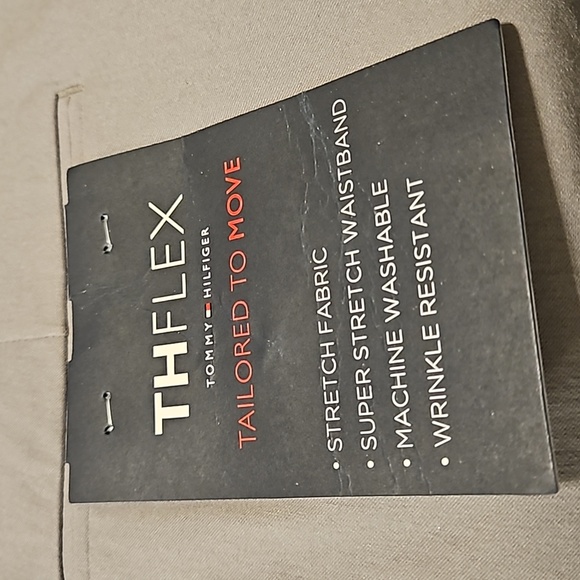 THFLEX
TOMMY HILFIGER
TAILORED TO MOVE
• STRETCH FABRIC
• SUPER STRETCH WAISTBAND
• MACHINE WASHABLE
• WRINKLE RESISTANT